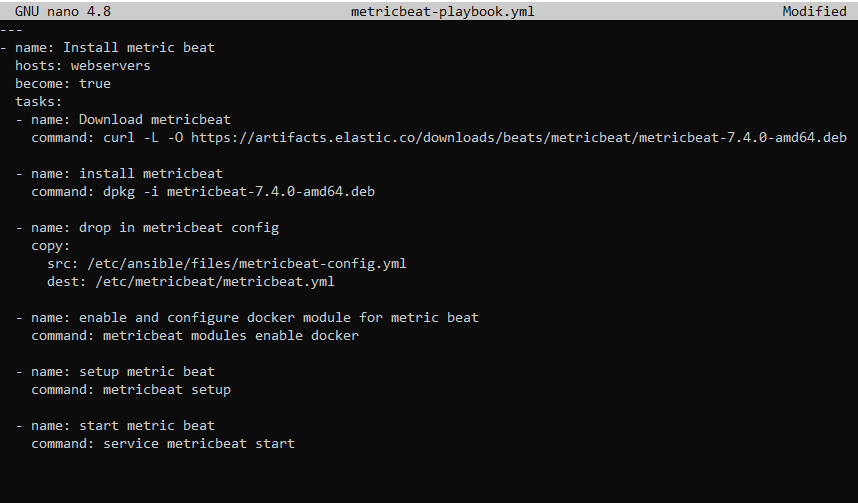 GNU nano 4.8 metricbeat-playbook.yml Modified
---
- name: Install metric beat
  hosts: webservers
  become: true
  tasks:
  - name: Download metricbeat
    command: curl -L -O https://artifacts.elastic.co/downloads/beats/metricbeat/metricbeat-7.4.0-amd64.deb

  - name: install metricbeat
    command: dpkg -i metricbeat-7.4.0-amd64.deb

  - name: drop in metricbeat config
    copy:
      src: /etc/ansible/files/metricbeat-config.yml
      dest: /etc/metricbeat/metricbeat.yml

  - name: enable and configure docker module for metric beat
    command: metricbeat modules enable docker

  - name: setup metric beat
    command: metricbeat setup

  - name: start metric beat
    command: service metricbeat start